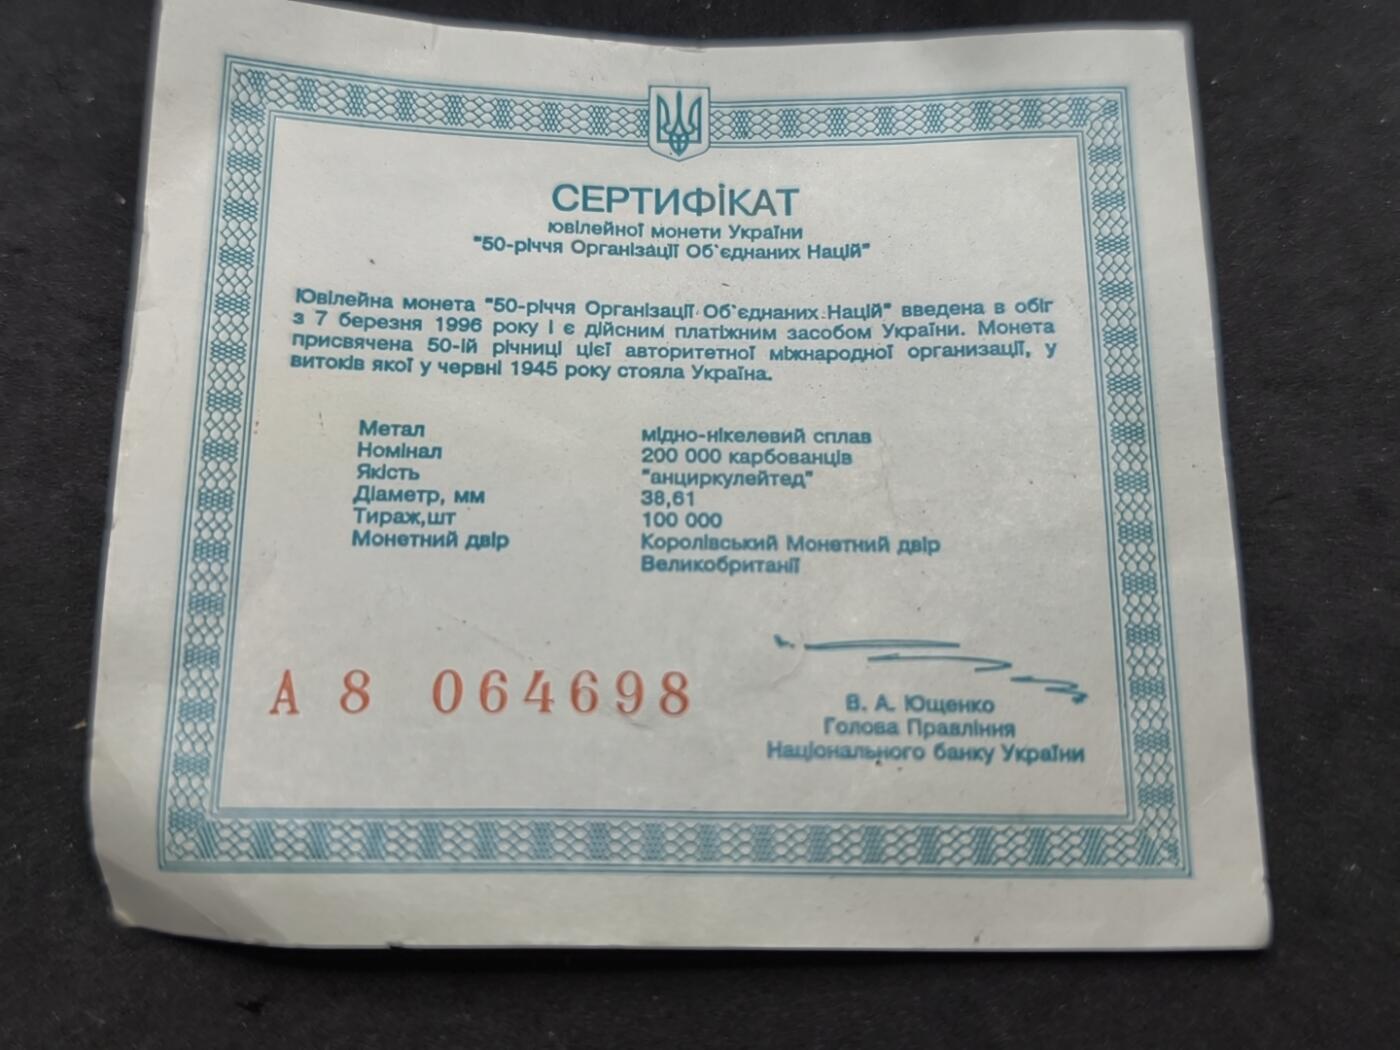 СЕРТИФІКАТ
ювілейної монети України
"50-річчя Організації Об`єднаних Націй"
Ювілейна монета "50-річчя Організації Об`єднаних Націй" введена в обіг
з 7 березня 1996 року і є дійсним платіжним засобом України. Монета
присвячена 50-ій річниці цієї авторитетної міжнародної организації, у
витоків якої у червні 1945 року стояла Україна.
Метал мідно-нікелевий сплав
Номінал 200 000 карбованців
Якість "анциркулейтед"
Діаметр, мм 38,61
Тираж,шт 100 000
Монетний двір Королівський Монетний двір
Великобританії
А 8 064698
В. А. Ющенко
Голова Правління
Національного банку України